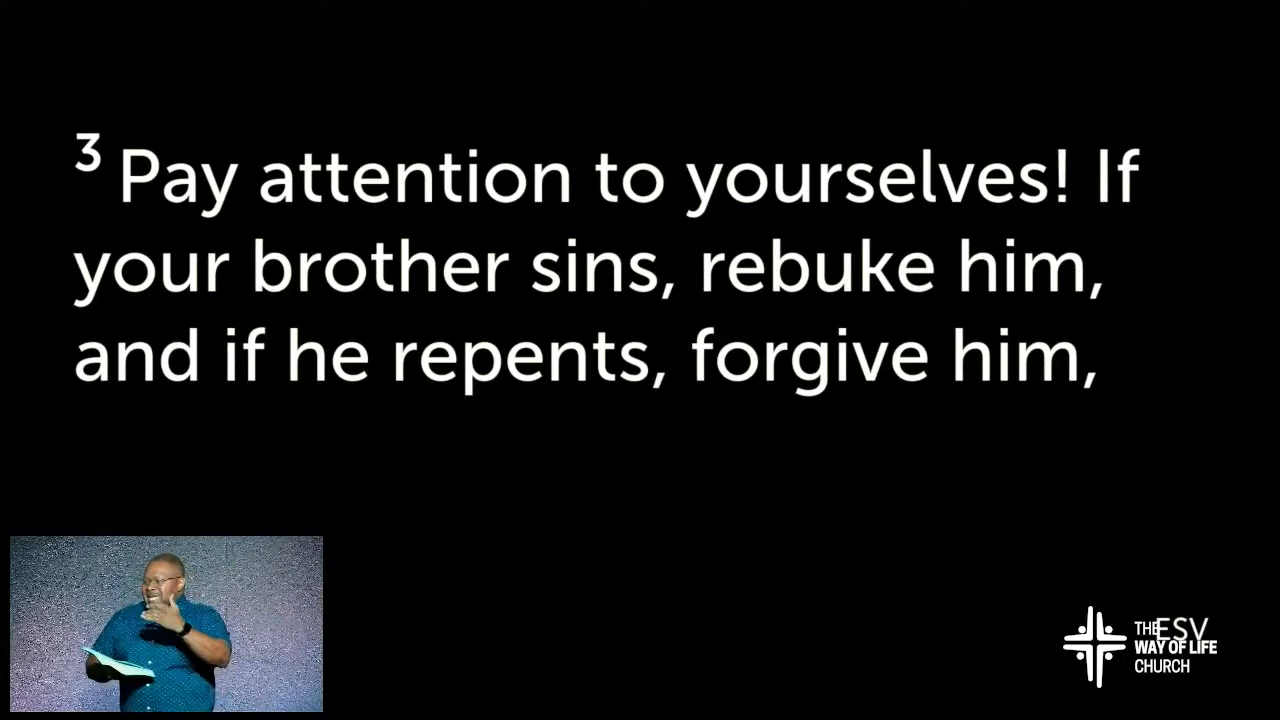 3 Pay attention to yourselves! If
your brother sins, rebuke him,
and if he repents, forgive him,
ESV
THE
WAY OF LIFE
CHURCH